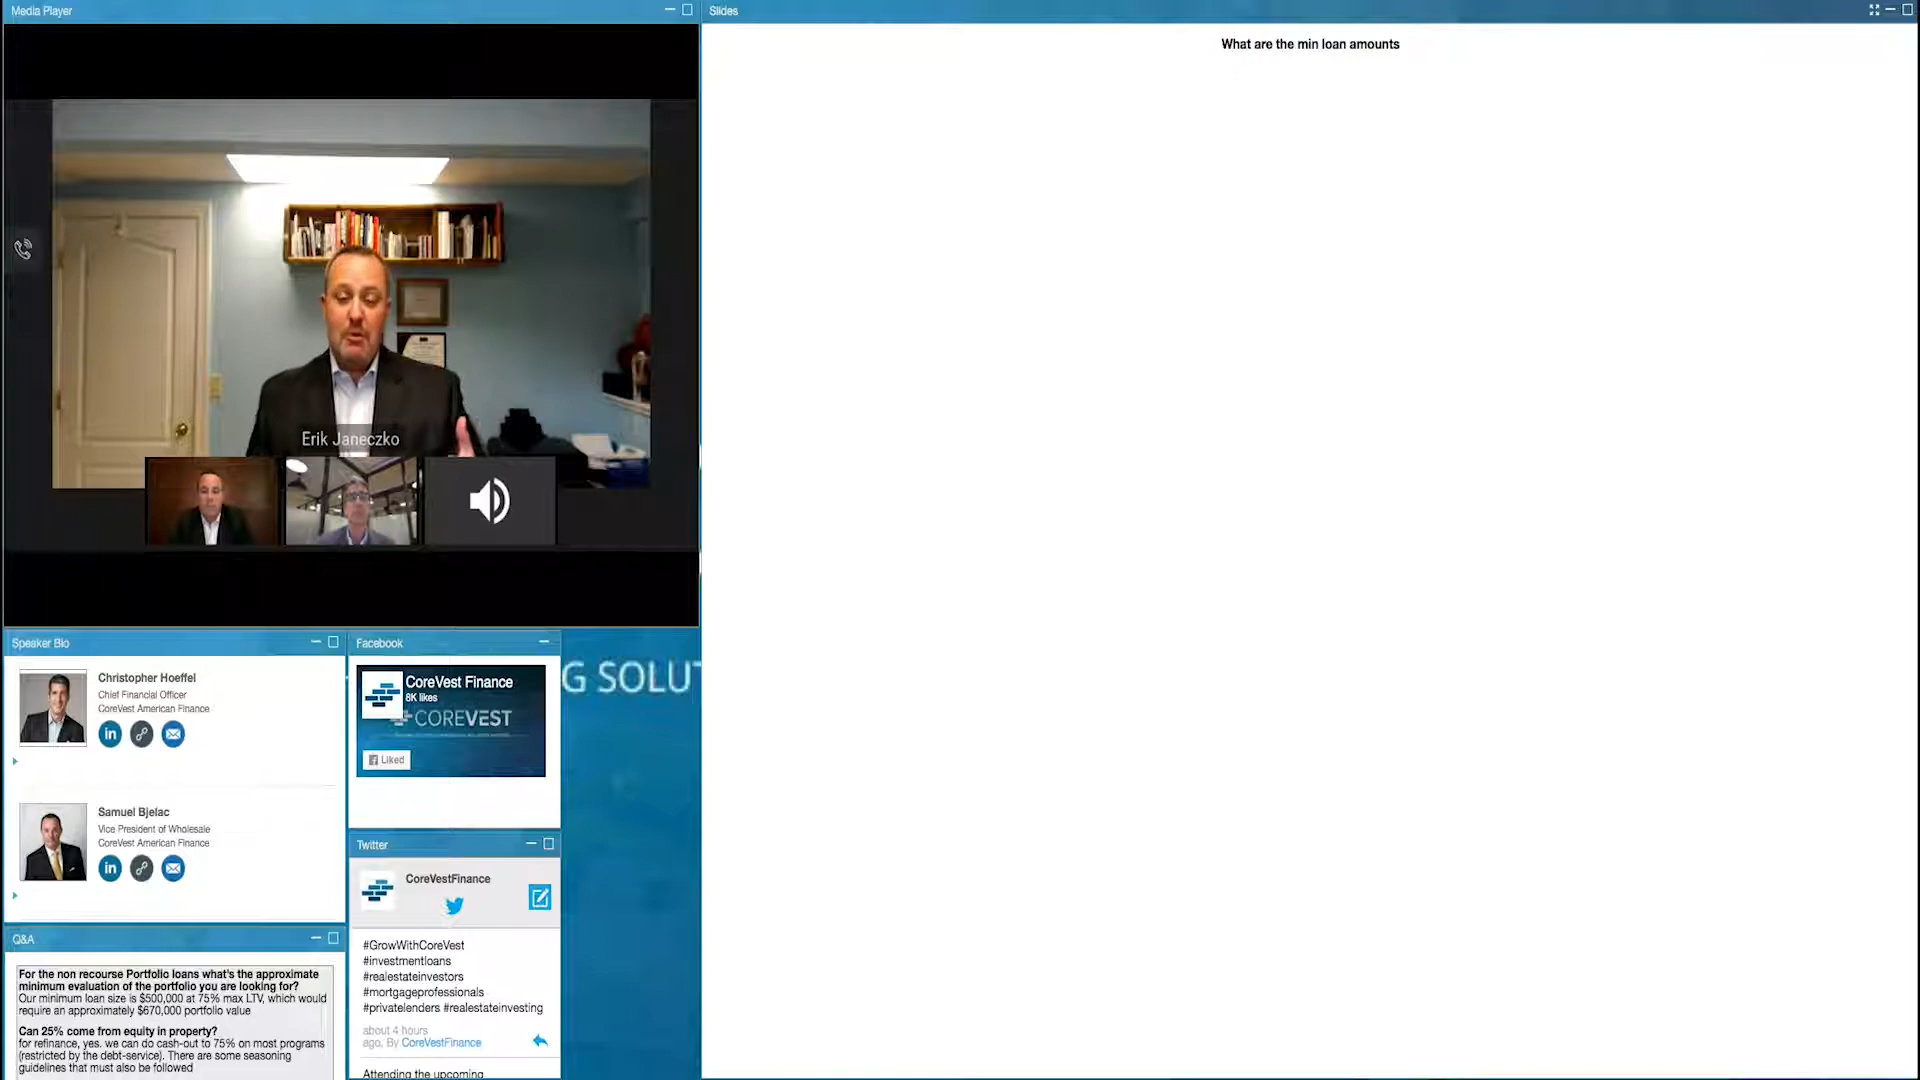 Media Player
Slides
What are the min loan amounts
Erik Janeczko
Speaker Bio
Christopher Hoeffel
Chief Financial Officer
CoreVest American Finance
in
Samuel Bjelac
Vice President of Wholesale
CoreVest American Finance
in
Q&A
For the non recourse Portfolio loans what's the approximate
minimum evaluation of the portfolio you are looking for?
Our minimum loan size is $500,000 at 75% max LTV, which would
require an approximately $670,000 portfolio value
Can 25% come from equity in property?
for refinance, yes. we can do cash-out to 75% on most programs
(restricted by the debt-service). There are some seasoning
guidelines that must also be followed
Facebook
CoreVest Finance
8K likes
COREVEST
Liked
G SOLUT
Twitter
CoreVestFinance
#GrowWithCoreVest
#investmentloans
#realestateinvestors
#mortgageprofessionals
#privatelenders #realestateinvesting
about 4 hours
ago. By CoreVestFinance
Attending the upcoming